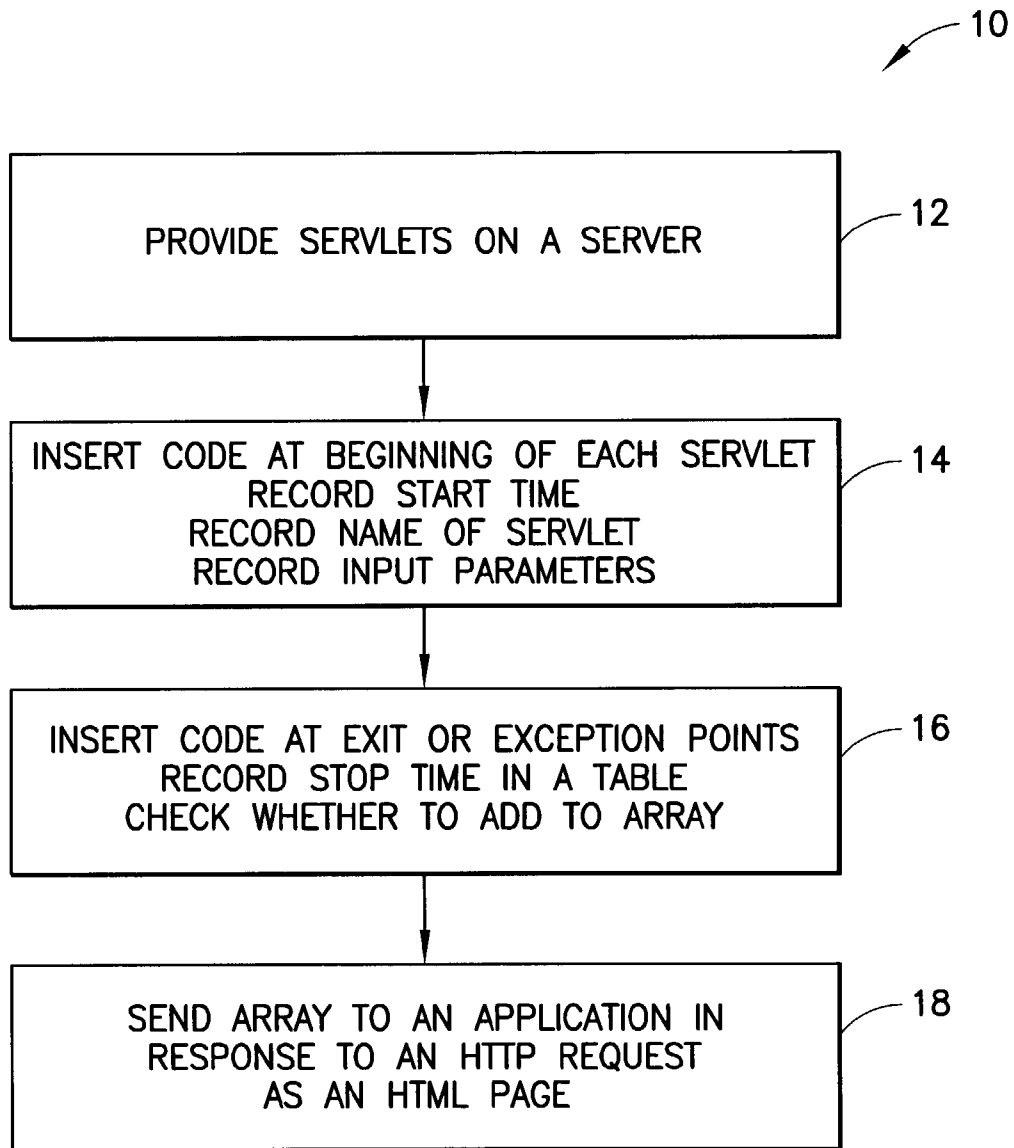 10
PROVIDE SERVLETS ON A SERVER
12
INSERT CODE AT BEGINNING OF EACH SERVLET
RECORD START TIME
RECORD NAME OF SERVLET
RECORD INPUT PARAMETERS
14
INSERT CODE AT EXIT OR EXCEPTION POINTS
RECORD STOP TIME IN A TABLE
CHECK WHETHER TO ADD TO ARRAY
16
SEND ARRAY TO AN APPLICATION IN
RESPONSE TO AN HTTP REQUEST
AS AN HTML PAGE
18